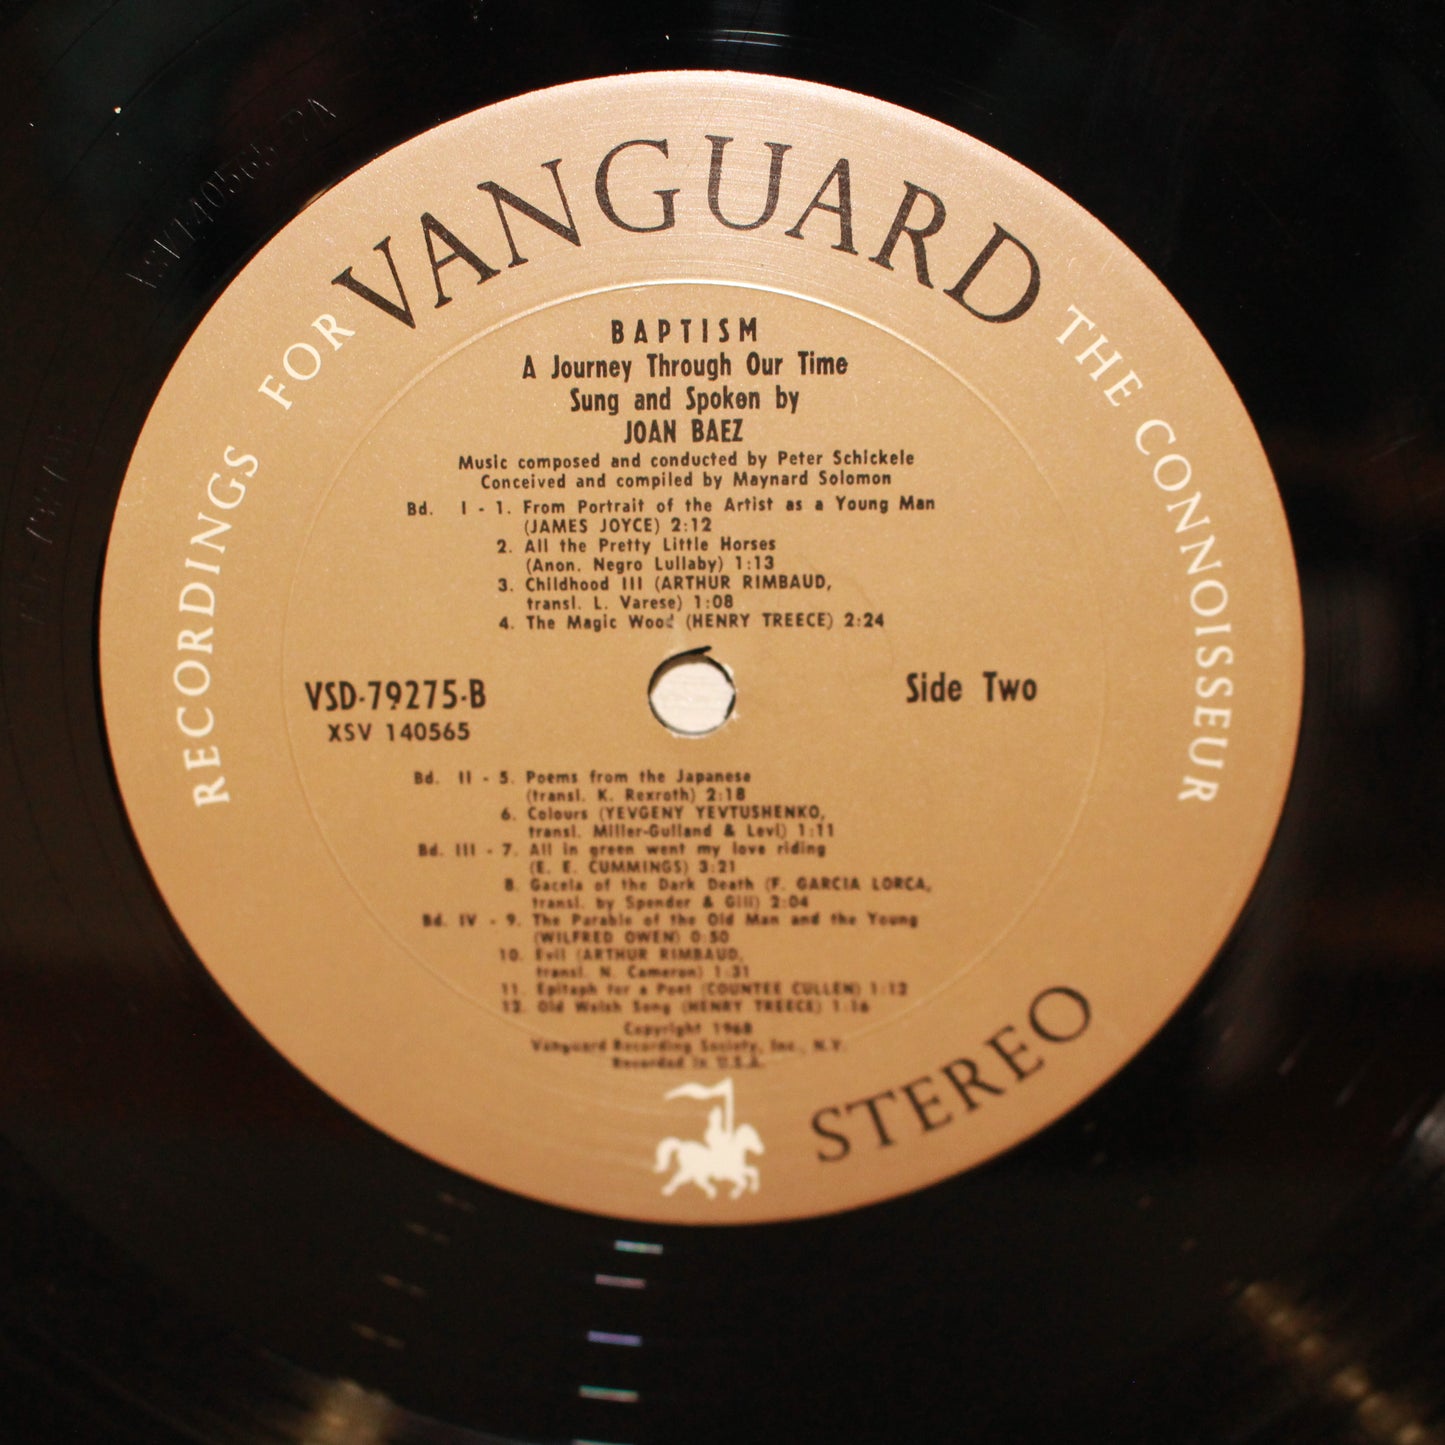 RECORDINGS FOR VANGUARD THE CONNOISSEUR
BAPTISM
A Journey Through Our Time
Sung and Spoken by
JOAN BAEZ
Music composed and conducted by Peter Schickele
Conceived and compiled by Maynard Solomon
Bd. I - 1. From Portrait of the Artist as a Young Man
(JAMES JOYCE) 2:12
2. All the Pretty Little Horses
(Anon. Negro Lullaby) 1:13
3. Childhood III (ARTHUR RIMBAUD,
transl. L. Varese) 1:08
4. The Magic Wood (HENRY TREECE) 2:24
VSD-79275-B
XSV 140565
Side Two
Bd. II - 5. Poems from the Japanese
(transl. K. Rexroth) 2:18
6. Colours (YEVGENY YEVTUSHENKO,
transl. Miller-Gulland & Levi) 1:11
Bd. III - 7. All in green went my love riding
(E. E. CUMMINGS) 3:21
8. Gacela of the Dark Death (F. GARCIA LORCA,
transl. by Spender & Gili) 2:04
Bd. IV - 9. The Parable of the Old Man and the Young
(WILFRED OWEN) 0:50
10. Evil (ARTHUR RIMBAUD,
transl. N. Cameron) 1:31
11. Epitaph for a Poet (COUNTEE CULLEN) 1:12
12. Old Welsh Song (HENRY TREECE) 1:16
Copyright 1968
Vanguard Recording Society, Inc., N.Y.
Recorded in U.S.A.
STEREO